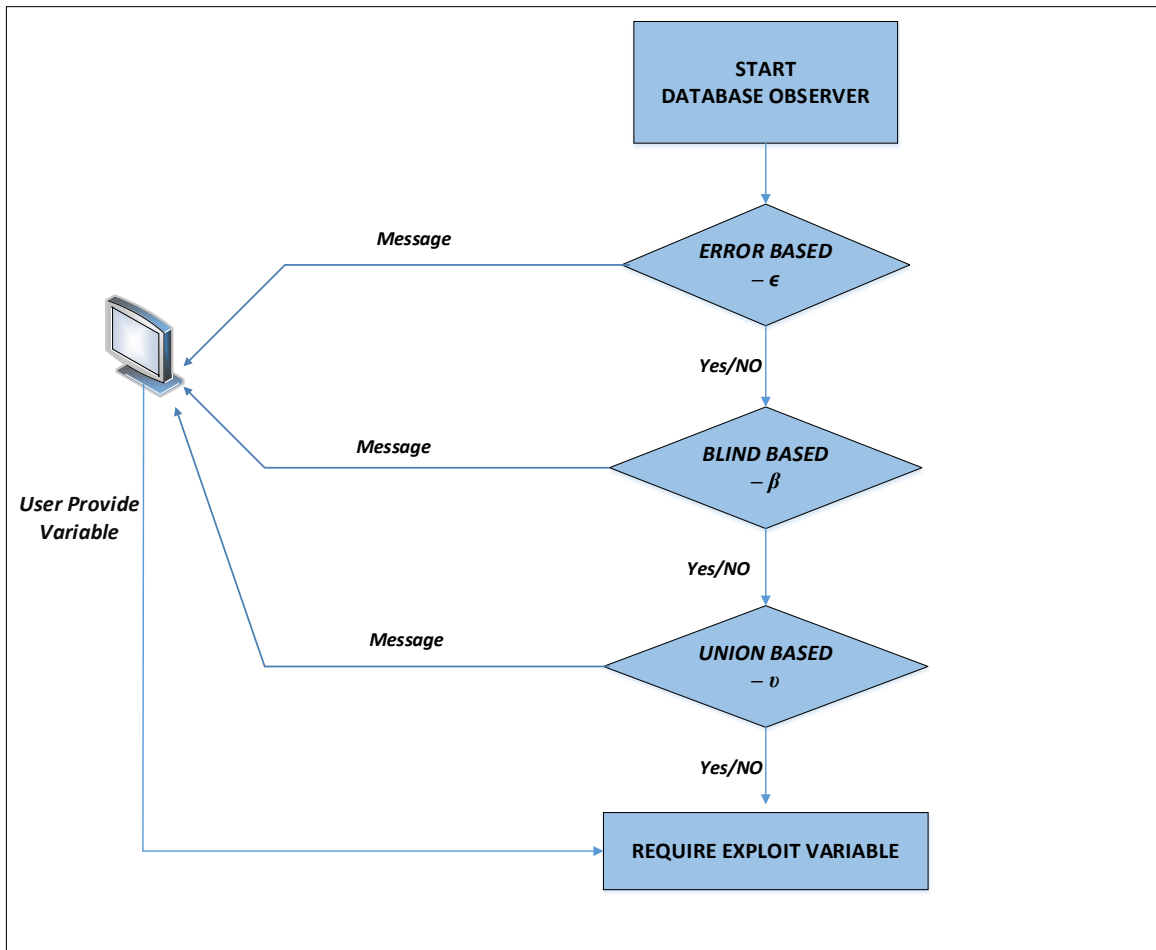 START
DATABASE OBSERVER
Message
ERROR BASED
– ϵ
Yes/NO
Message
BLIND BASED
– β
User Provide
Variable
Yes/NO
Message
UNION BASED
– υ
Yes/NO
REQUIRE EXPLOIT VARIABLE